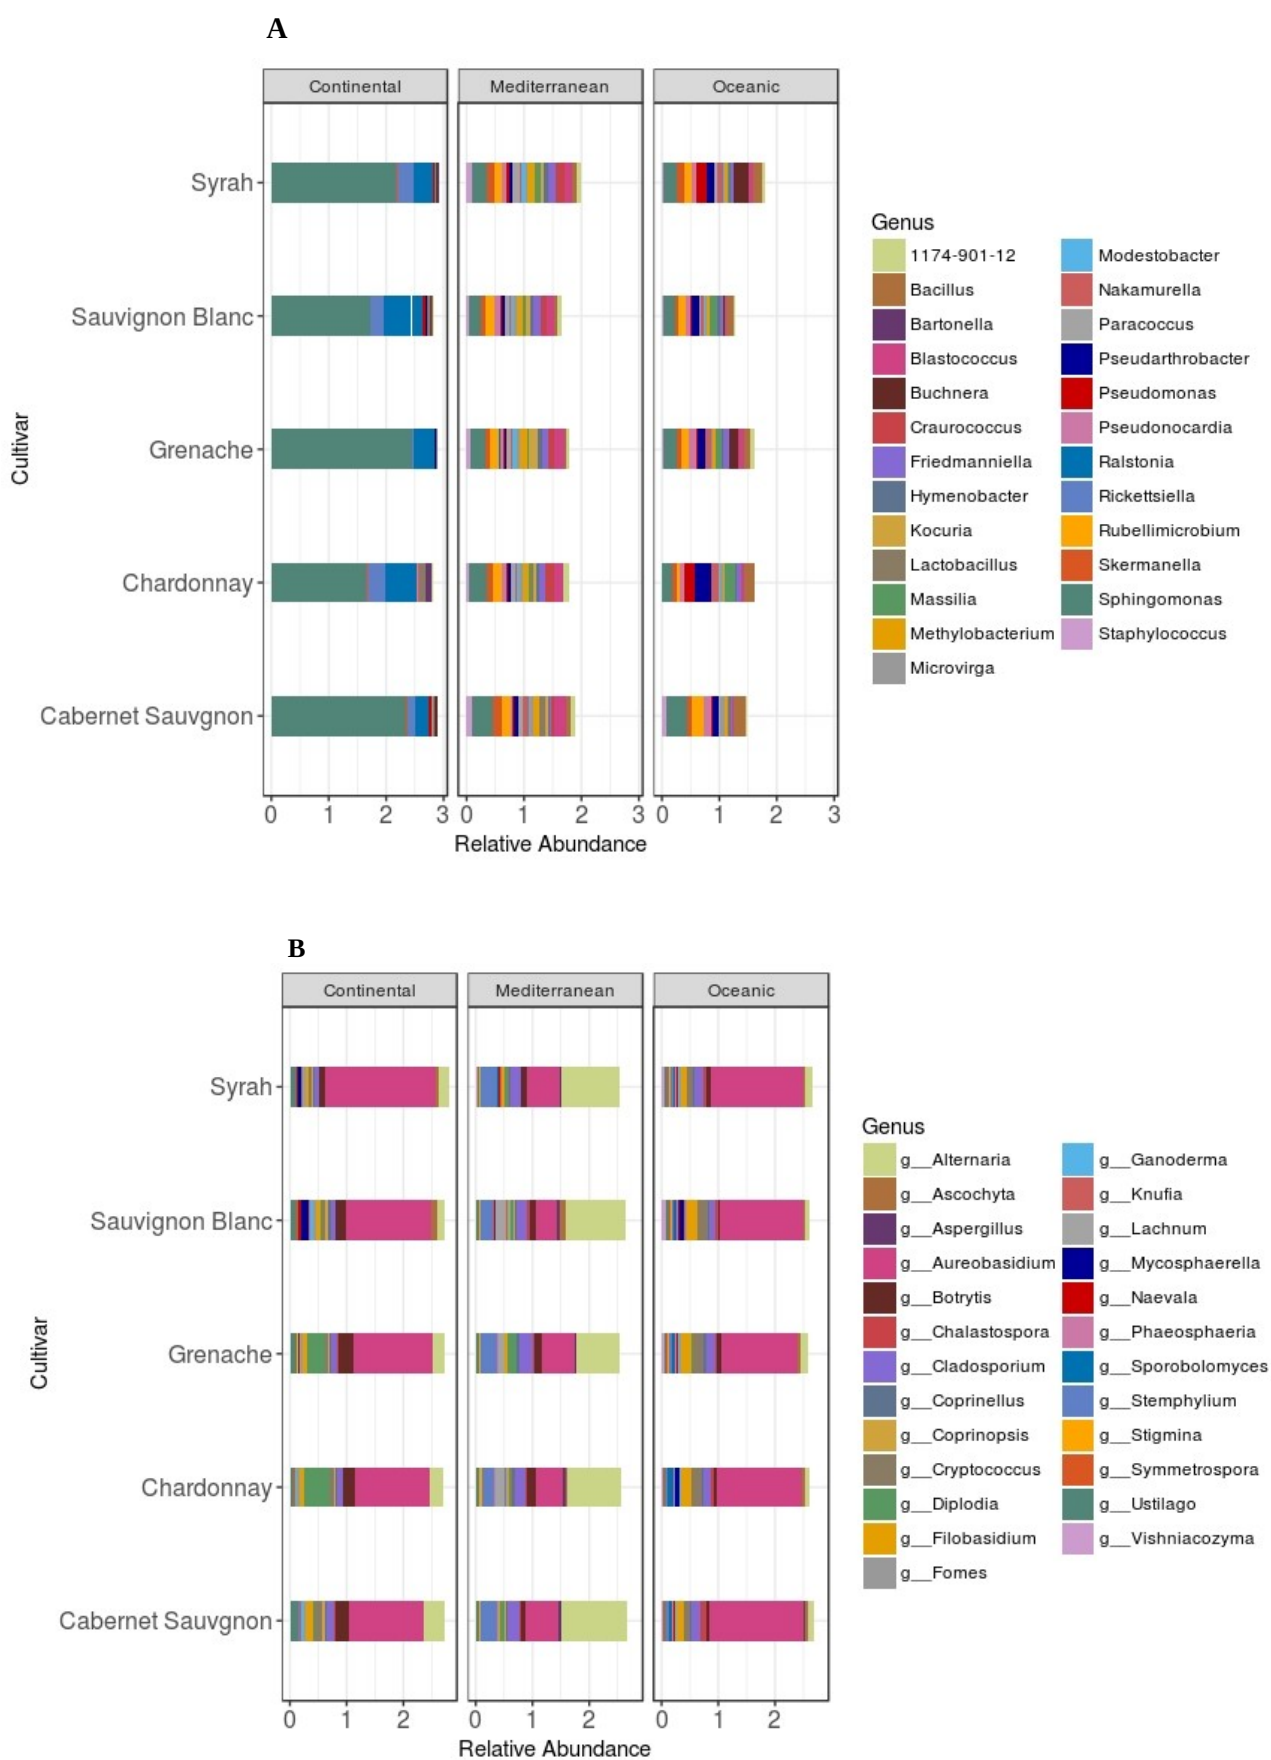 A
Continental
Mediterranean
Oceanic
Syrah
Sauvignon Blanc
Grenache
Chardonnay
Cabernet Sauvgnon
Cultivar
0 1 2 3
0 1 2 3
0 1 2 3
Relative Abundance
Genus
1174-901-12
Bacillus
Bartonella
Blastococcus
Buchnera
Craurococcus
Friedmanniella
Hymenobacter
Kocuria
Lactobacillus
Massilia
Methylobacterium
Microvirga
Modestobacter
Nakamurella
Paracoccus
Pseudarthrobacter
Pseudomonas
Pseudonocardia
Ralstonia
Rickettsiella
Rubellimicrobium
Skermanella
Sphingomonas
Staphylococcus
B
Continental
Mediterranean
Oceanic
Syrah
Sauvignon Blanc
Grenache
Chardonnay
Cabernet Sauvgnon
Cultivar
0 1 2
0 1 2
0 1 2
Relative Abundance
Genus
g__Alternaria
g__Ascochyta
g__Aspergillus
g__Aureobasidium
g__Botrytis
g__Chalastospora
g__Cladosporium
g__Coprinellus
g__Coprinopsis
g__Cryptococcus
g__Diplodia
g__Filobasidium
g__Fomes
g__Ganoderma
g__Knufia
g__Lachnum
g__Mycosphaerella
g__Naevala
g__Phaeosphaeria
g__Sporobolomyces
g__Stemphylium
g__Stigmina
g__Symmetrospora
g__Ustilago
g__Vishniacozyma